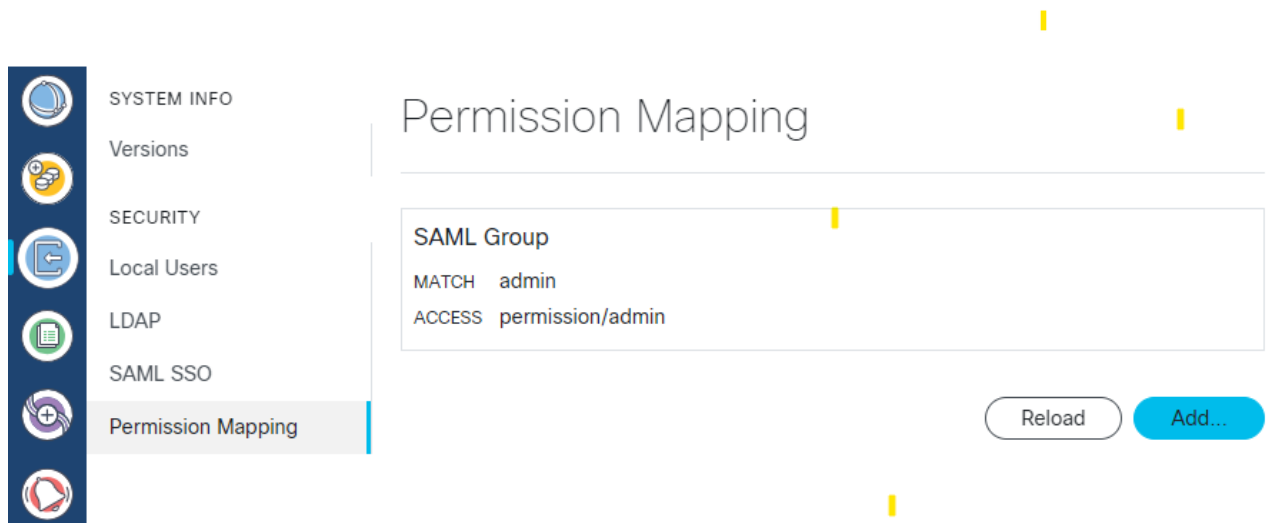 SYSTEM INFO
Versions
SECURITY
Local Users
LDAP
SAML SSO
Permission Mapping
Permission Mapping
SAML Group
MATCH admin
ACCESS permission/admin
Reload
Add...